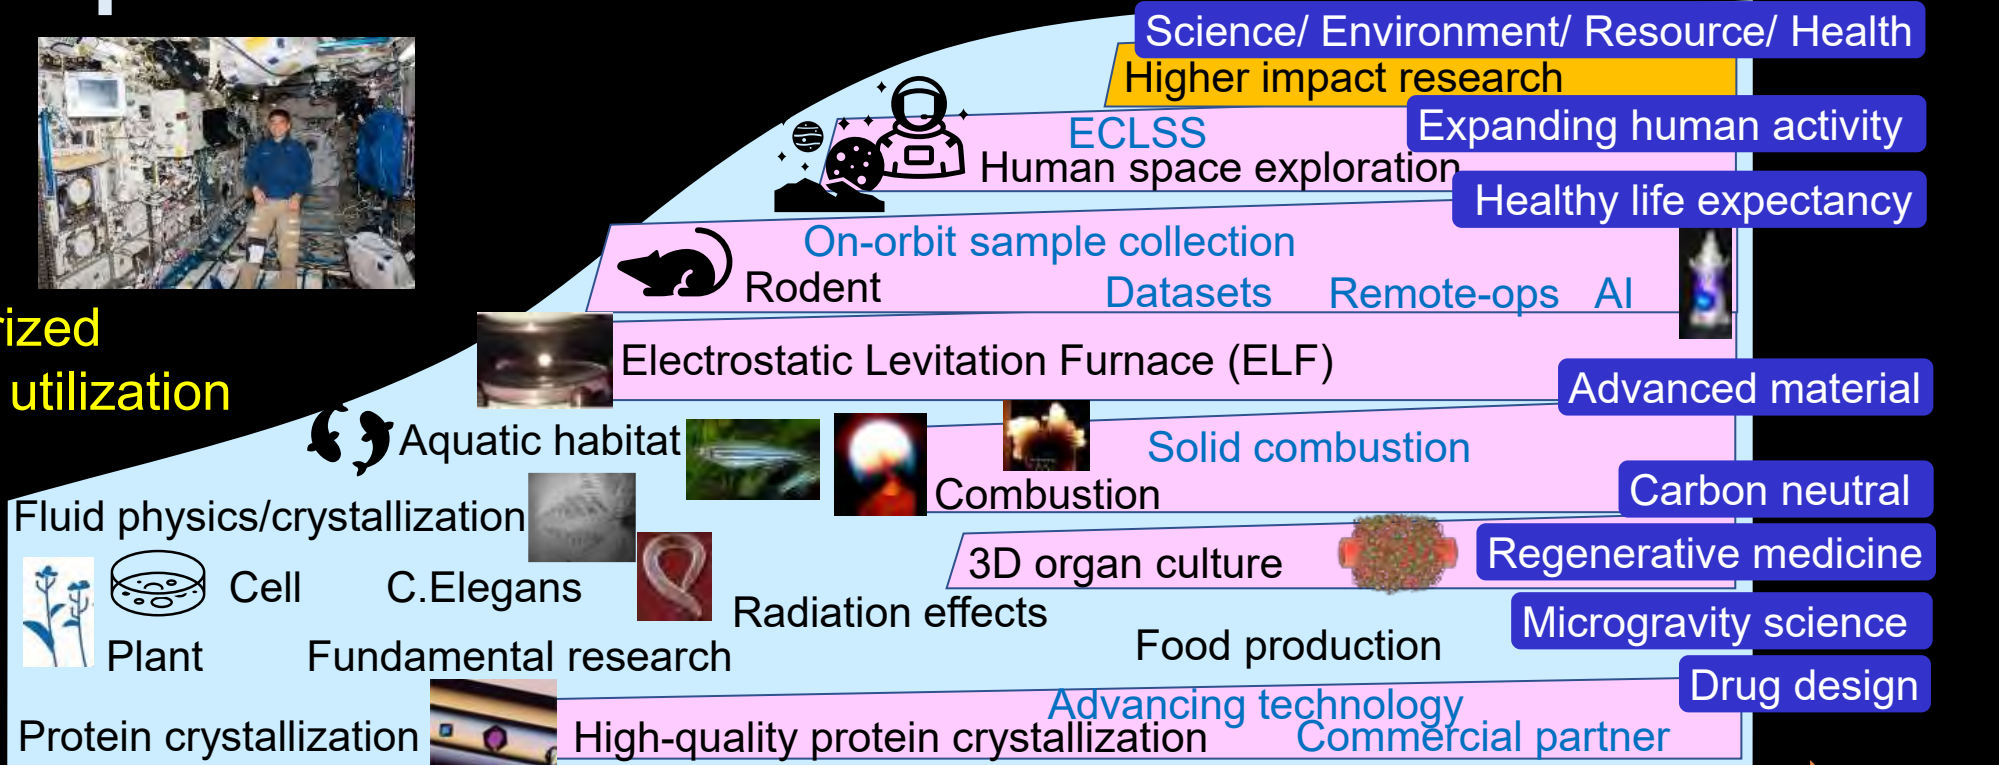 Science/ Environment/ Resource/ Health
Higher impact research
ECLSS
Expanding human activity
Human space exploration
Healthy life expectancy
On-orbit sample collection
Rodent
Datasets
Remote-ops
AI
rized
utilization
Electrostatic Levitation Furnace (ELF)
Advanced material
Aquatic habitat
Solid combustion
Combustion
Carbon neutral
Fluid physics/crystallization
3D organ culture
Regenerative medicine
Cell
C.Elegans
Radiation effects
Microgravity science
Plant
Fundamental research
Food production
Drug design
Advancing technology
Protein crystallization
High-quality protein crystallization
Commercial partner